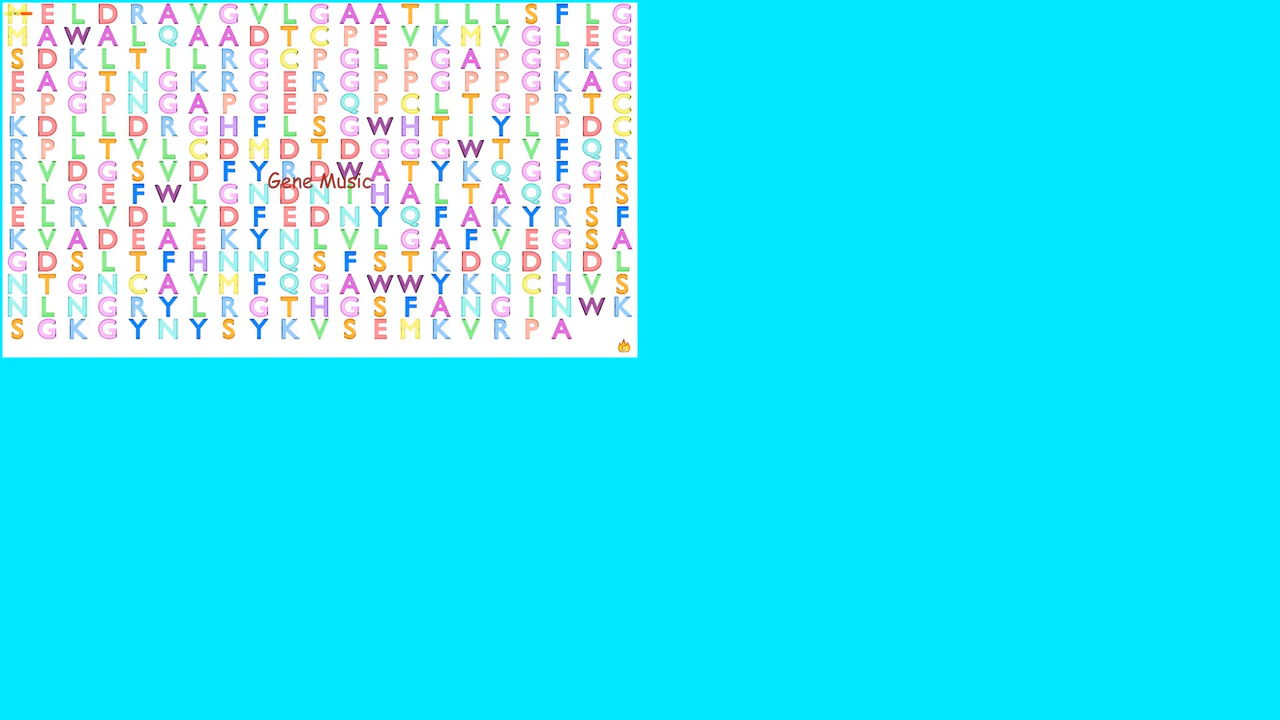 M E L D R A V G V L G A A T L L L S F L G
M A W A L Q A A D T C P E V K M V G L E G
S D K L T I L R G C P G L P G A P G P K G
E A G T N G K R G E R G P P G P P G K A G
P P G P N G A P G E P Q P C L T G P R T C
K D L L D R G H F L S G W H T I Y L P D C
R P L T V L C D M D T D G G G W T V F Q R
R V D G S V D F Y R D W A T Y K Q G F G S
Gene Music
R L G E F W L G N D N I H A L T A Q G T S
E L R V D L V D F E D N Y Q F A K Y R S F
K V A D E A E K Y N L V L G A F V E G S A
G D S L T F H N N Q S F S T K D Q D N D L
N T G N C A V M F Q G A W W Y K N C H V S
N L N G R Y L R G T H G S F A N G I N W K
S G K G Y N Y S Y K V S E M K V R P A